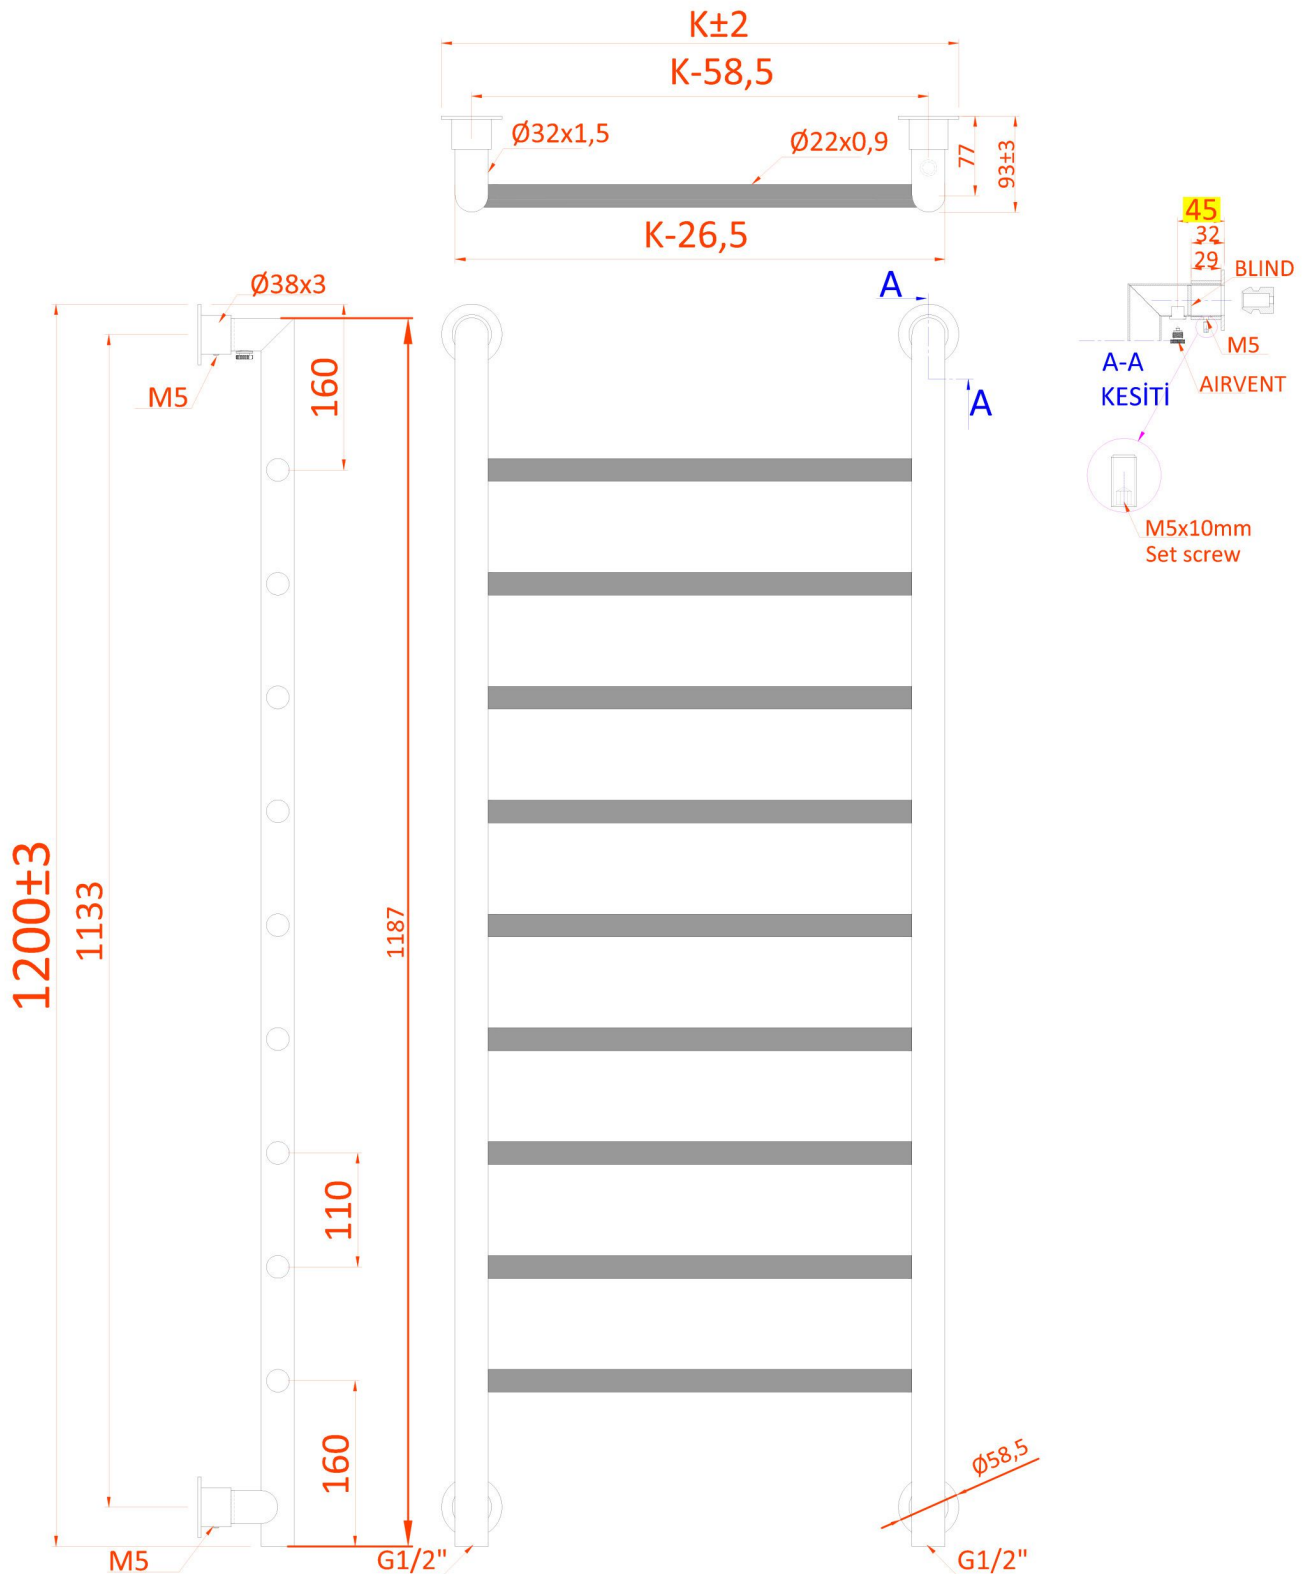 K±2
K-58,5
Ø32x1,5
Ø22x0,9
77
93±3
K-26,5
45
32
29
BLIND
M5
AIRVENT
A-A
KESİTİ
M5x10mm
Set screw
Ø38x3
A
A
M5
160
1200±3
1133
1187
110
160
Ø58,5
M5
G1/2"
G1/2"